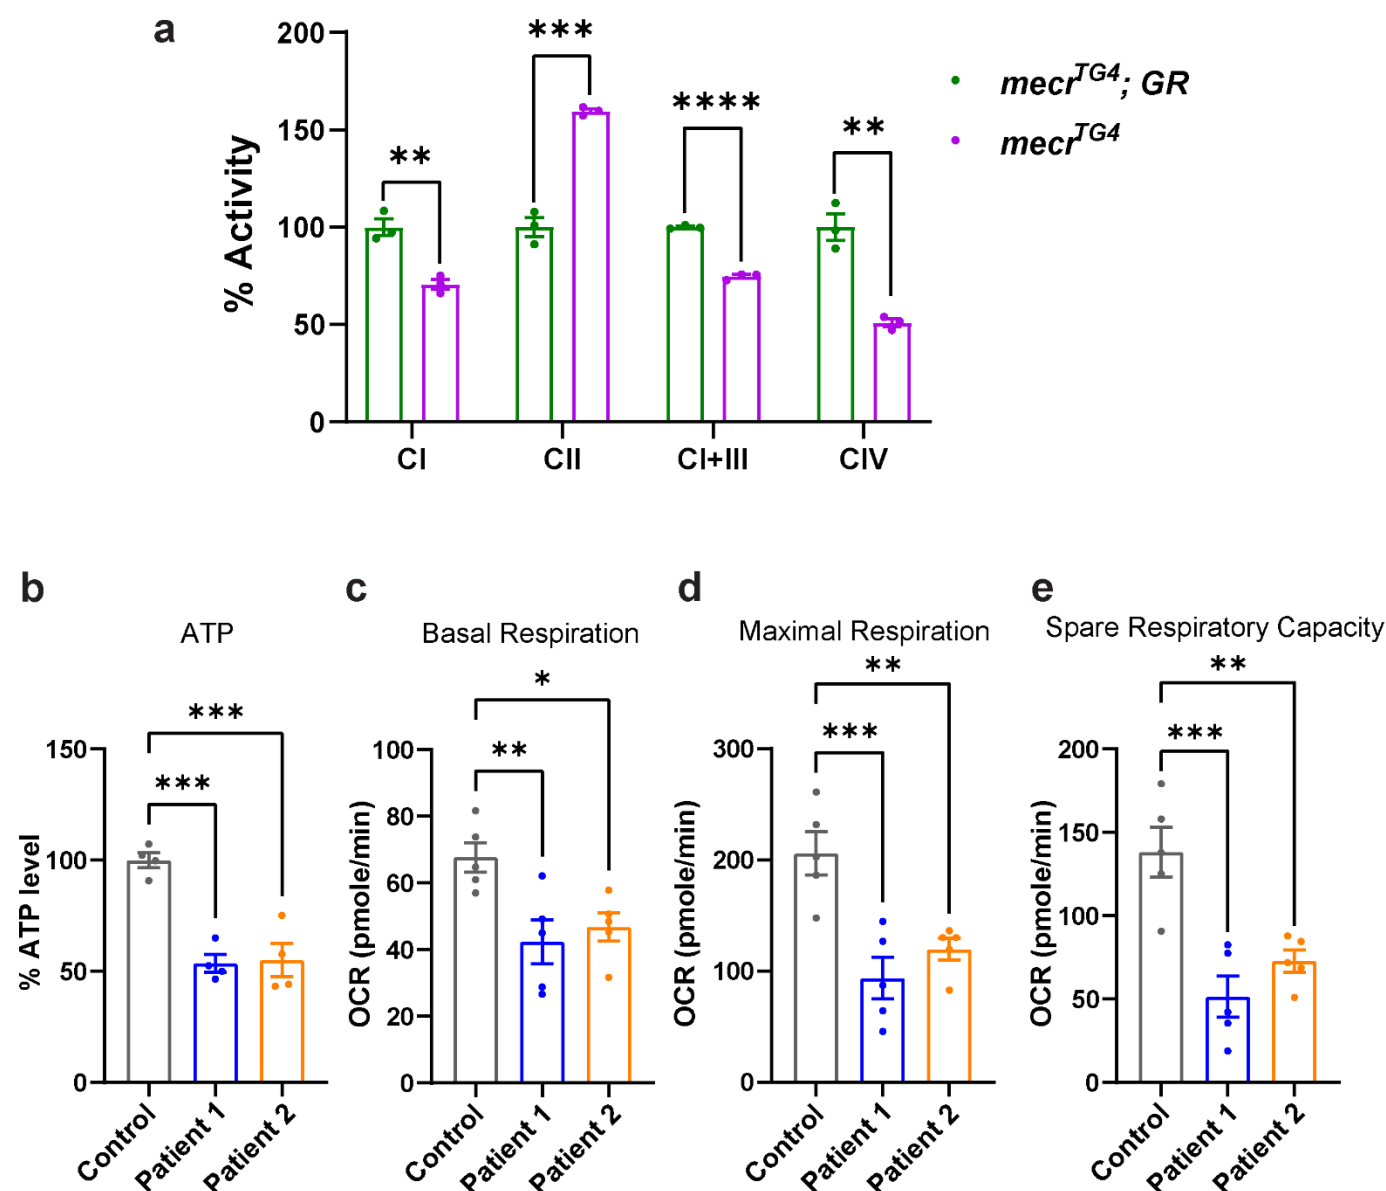 a
% Activity
200
150
100
50
0
**
***
****
**
CI
CII
CI+III
CIV
mecr^TG4; GR
mecr^TG4
b
ATP
% ATP level
150
100
50
0
***
***
Control
Patient 1
Patient 2
c
Basal Respiration
OCR (pmole/min)
100
80
60
40
20
0
*
**
Control
Patient 1
Patient 2
d
Maximal Respiration
OCR (pmole/min)
300
200
100
0
**
***
Control
Patient 1
Patient 2
e
Spare Respiratory Capacity
OCR (pmole/min)
200
150
100
50
0
**
***
Control
Patient 1
Patient 2